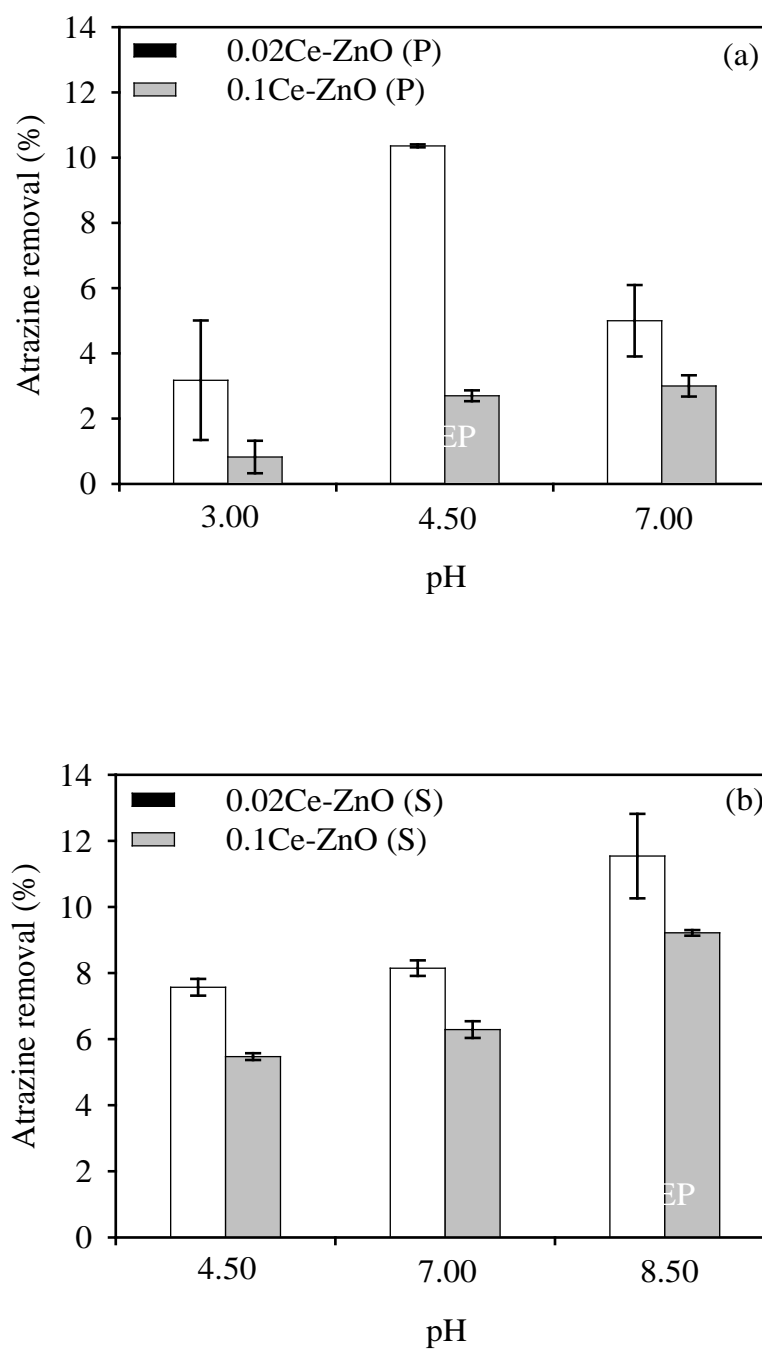 14
12
10
8
6
4
2
0
Atrazine removal (%)
0.02Ce-ZnO (P)
0.1Ce-ZnO (P)
(a)
EP
3.00 4.50 7.00
pH
14
12
10
8
6
4
2
0
Atrazine removal (%)
0.02Ce-ZnO (S)
0.1Ce-ZnO (S)
(b)
EP
4.50 7.00 8.50
pH